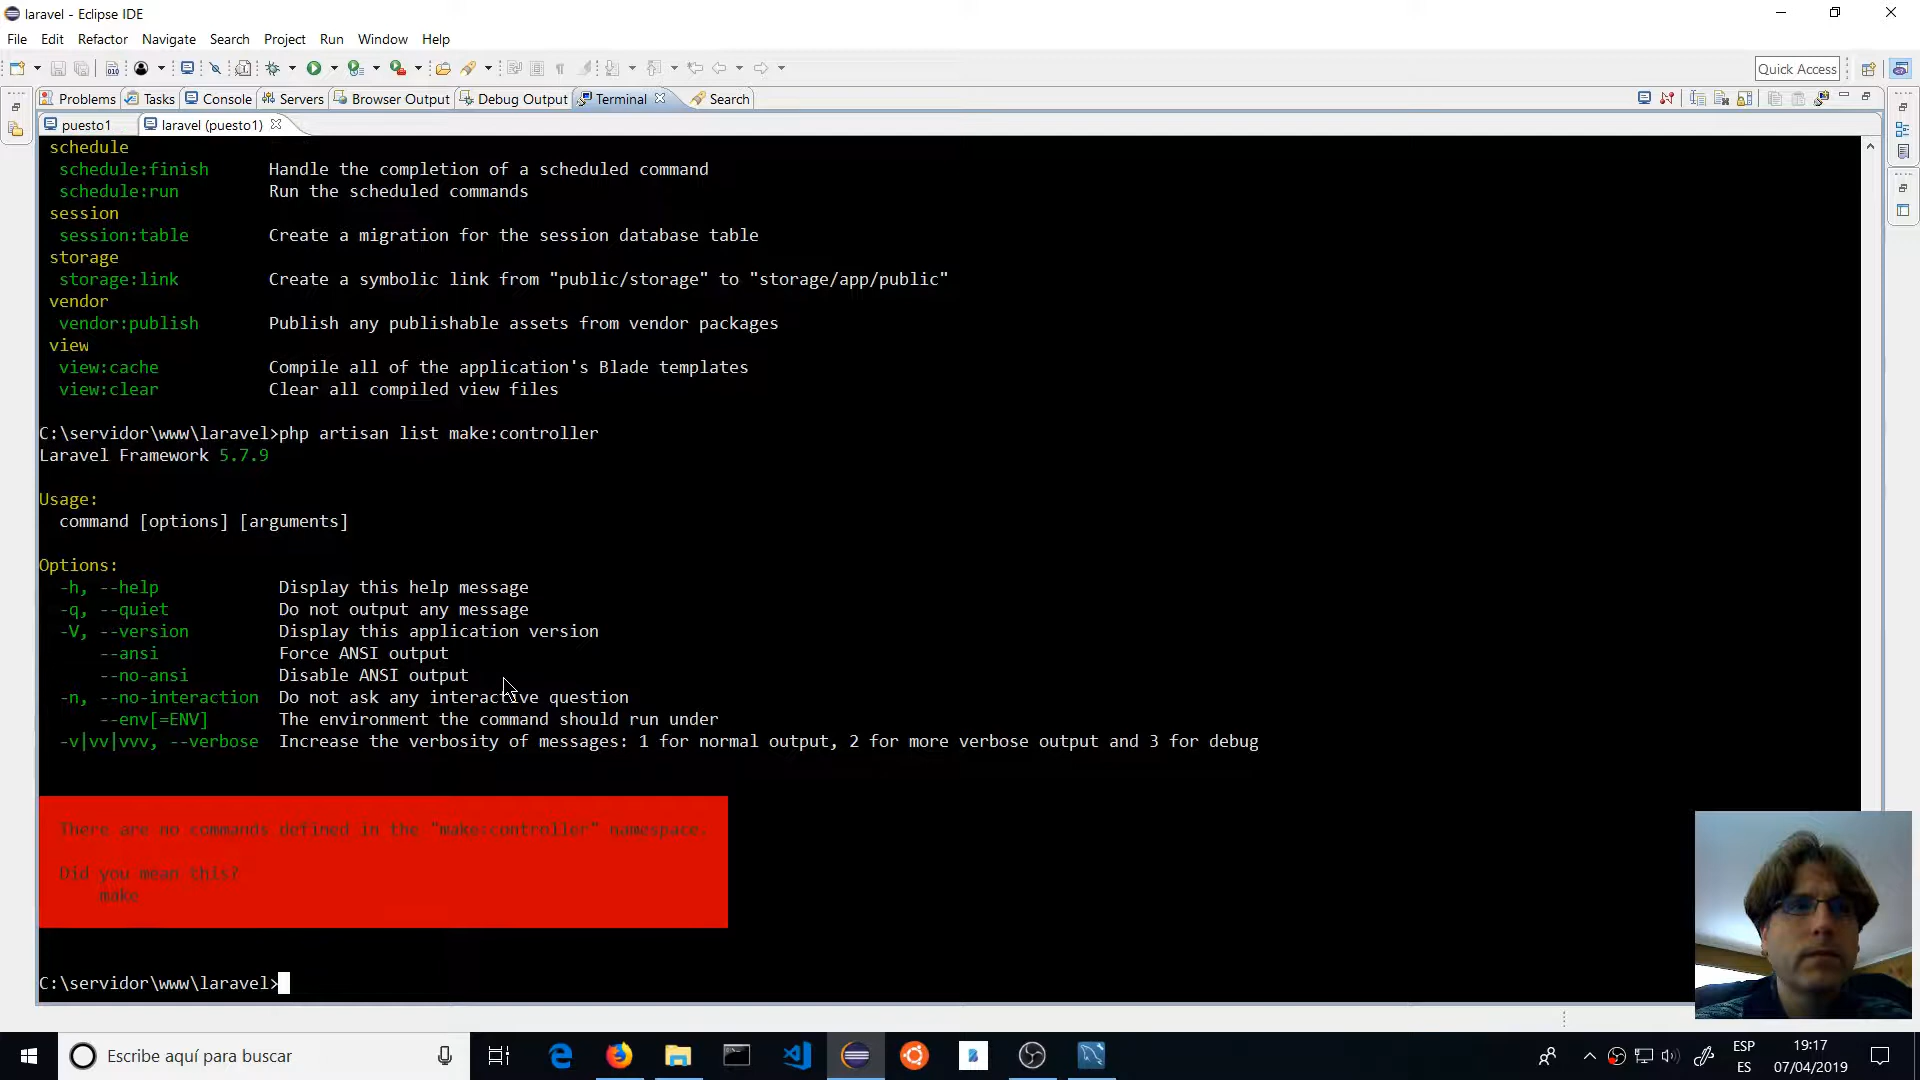 laravel - Eclipse IDE
File Edit Refactor Navigate Search Project Run Window Help
Quick Access
Problems Tasks Console Servers Browser Output Debug Output Terminal Search
puesto1 laravel (puesto1)
schedule
schedule:finish Handle the completion of a scheduled command
schedule:run Run the scheduled commands
session
session:table Create a migration for the session database table
storage
storage:link Create a symbolic link from "public/storage" to "storage/app/public"
vendor
vendor:publish Publish any publishable assets from vendor packages
view
view:cache Compile all of the application's Blade templates
view:clear Clear all compiled view files
C:\servidor\www\laravel>php artisan list make:controller
Laravel Framework 5.7.9
Usage:
command [options] [arguments]
Options:
-h, --help Display this help message
-q, --quiet Do not output any message
-V, --version Display this application version
--ansi Force ANSI output
--no-ansi Disable ANSI output
-n, --no-interaction Do not ask any interactive question
--env[=ENV] The environment the command should run under
-v|vv|vvv, --verbose Increase the verbosity of messages: 1 for normal output, 2 for more verbose output and 3 for debug
There are no commands defined in the "make:controller" namespace.
Did you mean this?
make
C:\servidor\www\laravel>
Escribe aquí para buscar
ESP
ES
19:17
07/04/2019